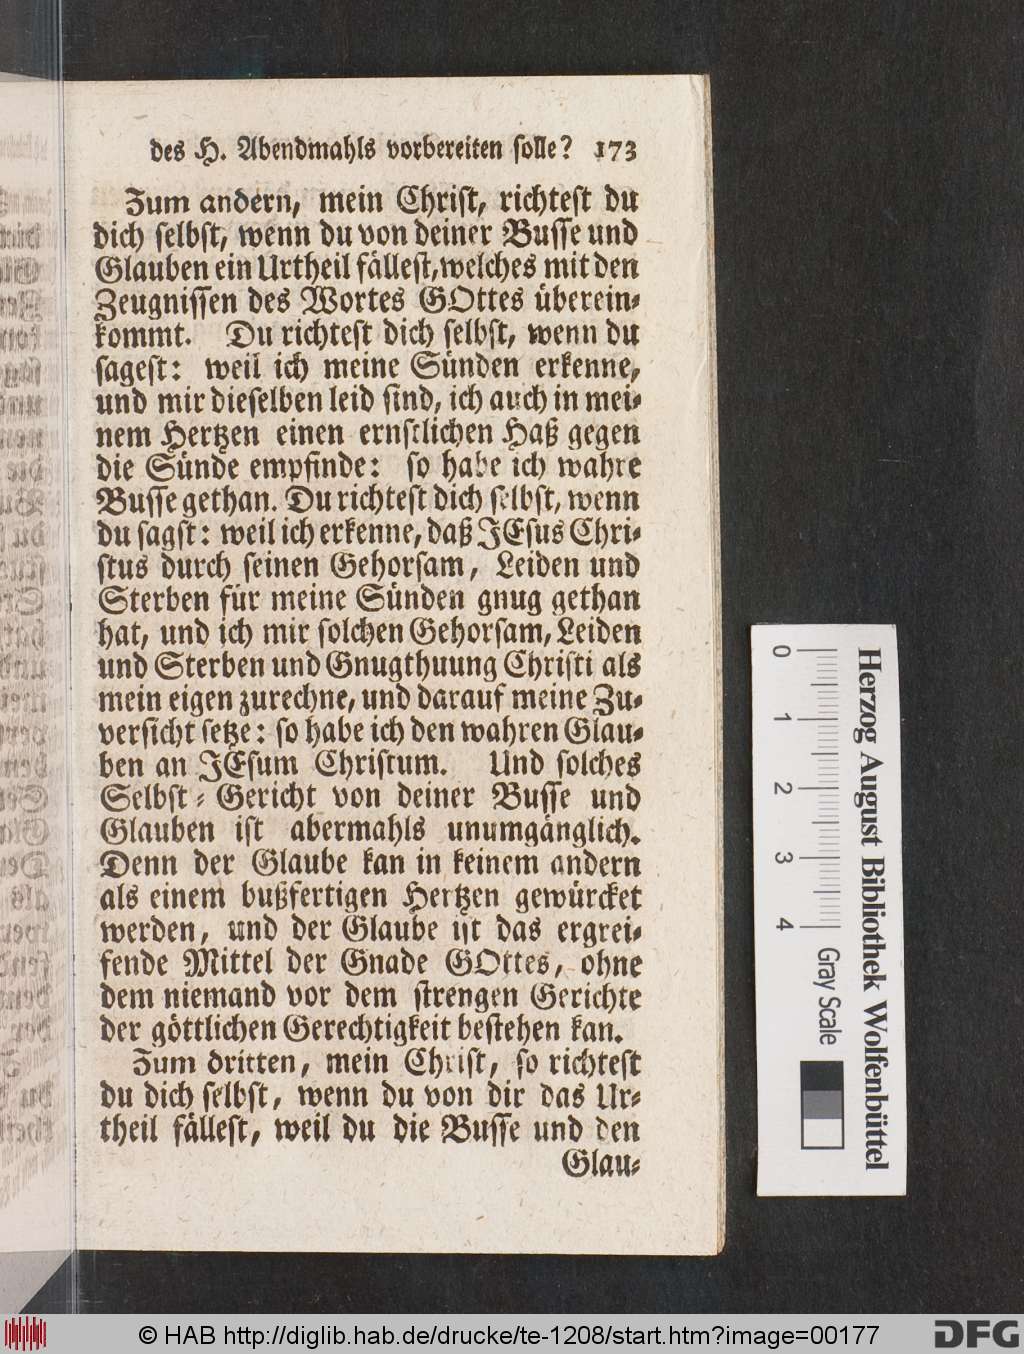 des H. Abendmahls vorbereiten solle? 173
Zum andern, mein Christ, richtest du
dich selbst, wenn du von deiner Busse und
Glauben ein Urtheil fällest, welches mit den
Zeugnissen des Wortes GOttes überein-
kommt. Du richtest dich selbst, wenn du
sagest: weil ich meine Sünden erkenne,
und mir dieselben leid sind, ich auch in mei-
nem Hertzen einen ernstlichen Haß gegen
die Sünde empfinde: so habe ich wahre
Busse gethan. Du richtest dich selbst, wenn
du sagst: weil ich erkenne, daß JEsus Chri-
stus durch seinen Gehorsam, Leiden und
Sterben für meine Sünden gnug gethan
hat, und ich mir solchen Gehorsam, Leiden
und Sterben und Gnugthuung Christi als
mein eigen zurechne, und darauf meine Zu-
versicht setze: so habe ich den wahren Glau-
ben an JEsum Christum. Und solches
Selbst-Gericht von deiner Busse und
Glauben ist abermahls unumgänglich.
Denn der Glaube kan in keinem andern
als einem bußfertigen Hertzen gewürcket
werden, und der Glaube ist das ergrei-
fende Mittel der Gnade GOttes, ohne
dem niemand vor dem strengen Gerichte
der göttlichen Gerechtigkeit bestehen kan.
Zum dritten, mein Christ, so richtest
du dich selbst, wenn du von dir das Ur-
theil fällest, weil du die Busse und den
Glau-
0 1 2 3 4
Gray Scale
Herzog August Bibliothek Wolfenbüttel
© HAB http://diglib.hab.de/drucke/te-1208/start.htm?image=00177
DFG